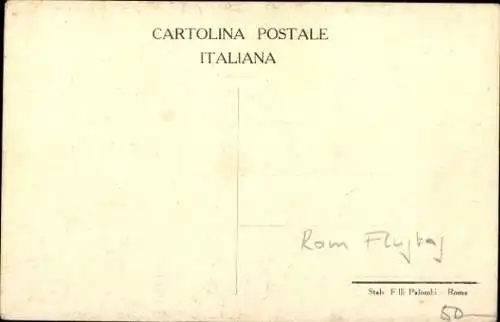 CARTOLINA POSTALE
ITALIANA
Rom Flugtag
Stab. F.lli Palombi - Roma
50—